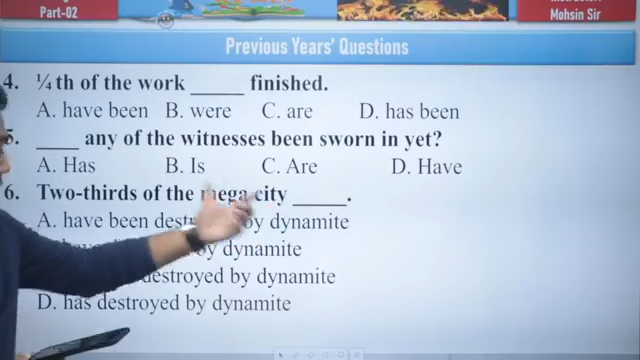 Part-02
Mohsin Sir
Previous Years' Questions
4. ¼ th of the work _____ finished.
A. have been B. were C. are D. has been
5. ____ any of the witnesses been sworn in yet?
A. Has B. Is C. Are D. Have
6. Two-thirds of the mega city _____.
A. have been by dynamite
by dynamite
destroyed by dynamite
D. has destroyed by dynamite